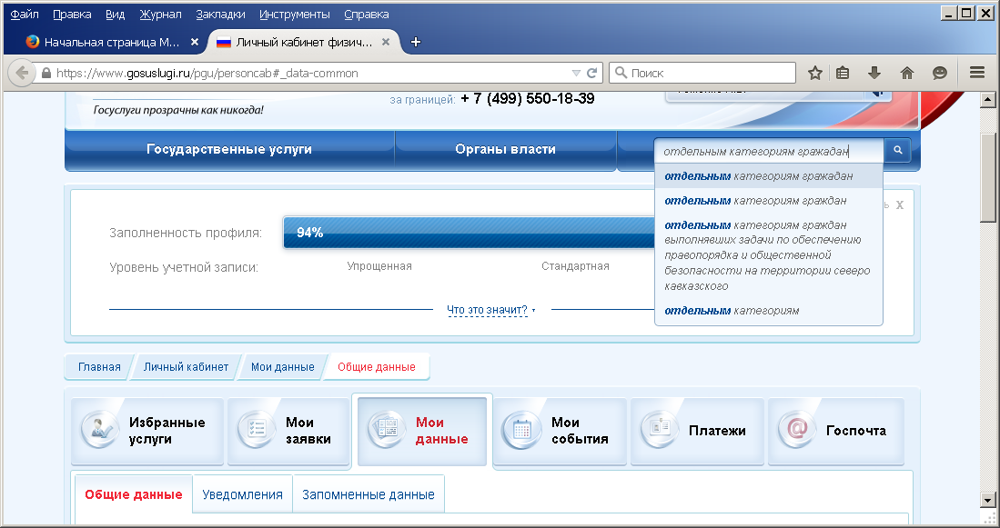 Файл Правка Вид Журнал Закладки Инструменты Справка
Начальная страница M... Личный кабинет физич...
https://www.gosuslugi.ru/pgu/personcab#_data-common Поиск
Госуслуги прозрачны как никогда!
за границей: + 7 (499) 550-18-39
Государственные услуги Органы власти отдельным категориям гражадан
отдельным категориям гражадан
отдельным категориям граждан
отдельным категориям граждан
выполнявших задачи по обеспечению
правопорядка и общественной
безопасности на территории северо
кавказского
отдельным категориям
ь X
Заполненность профиля: 94%
Уровень учетной записи: Упрощенная Стандартная
Что это значит?
Главная Личный кабинет Мои данные Общие данные
Избранные
услуги
Мои
заявки
Мои
данные
Мои
события
Платежи
Госпочта
Общие данные Уведомления Запомненные данные